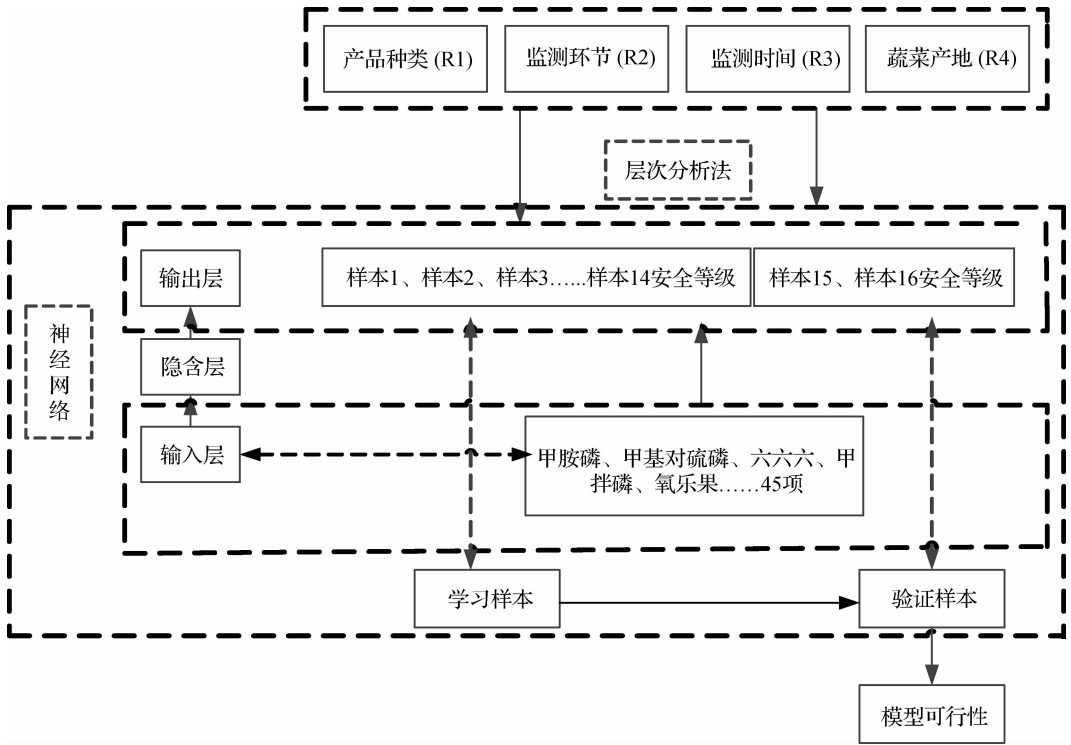 产品种类 (R1)
监测环节 (R2)
监测时间 (R3)
蔬菜产地 (R4)
层次分析法
神
经
网
络
输出层
样本1、样本2、样本3......样本14安全等级
样本15、样本16安全等级
隐含层
输入层
甲胺磷、甲基对硫磷、六六六、甲
拌磷、氧乐果……45项
学习样本
验证样本
模型可行性